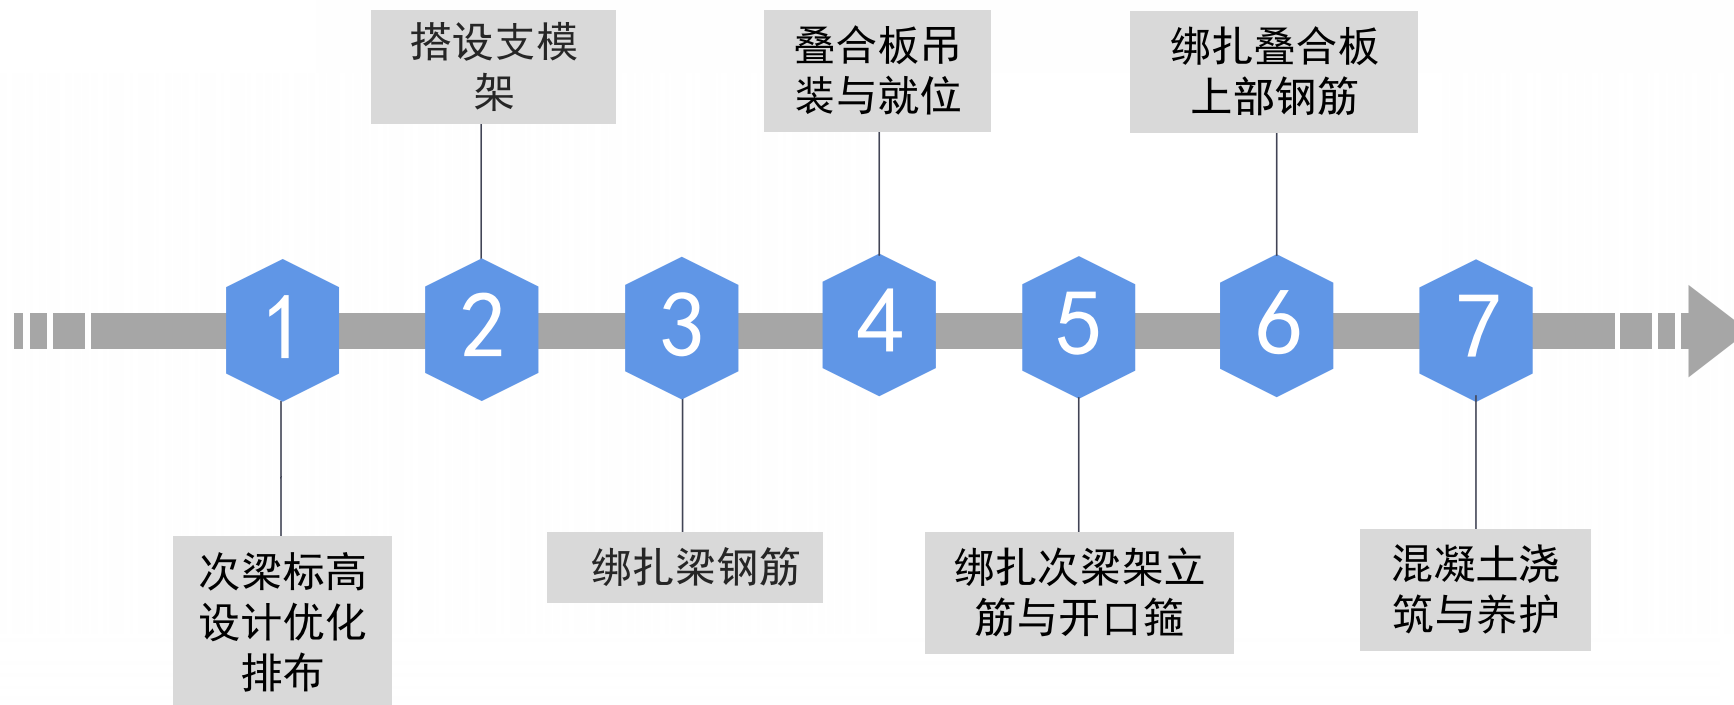 搭设支模
架
叠合板吊
装与就位
绑扎叠合板
上部钢筋
1
2
3
4
5
6
7
次梁标高
设计优化
排布
绑扎梁钢筋
绑扎次梁架立
筋与开口箍
混凝土浇
筑与养护